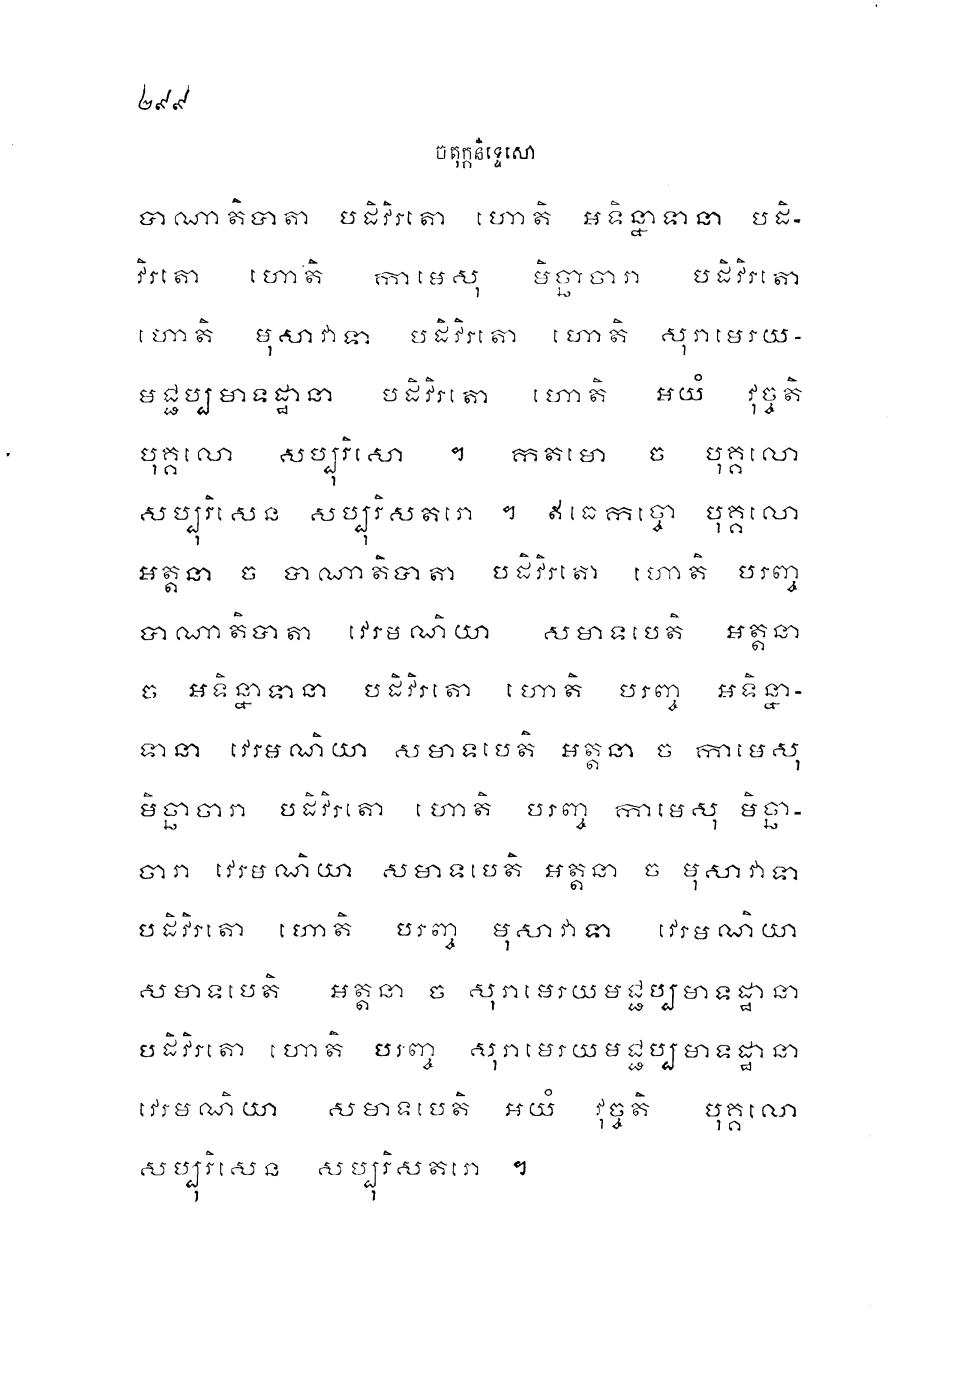 ២៩៩
ចតុក្កនិទ្ទេសោ
បាណាតិបាតា បដិវិរតោ ហោតិ អទិន្នាទានា បដិ-
វិរតោ ហោតិ កាមេសុ មិច្ឆាចារា បដិវិរតោ
ហោតិ មុសាវាទា បដិវិរតោ ហោតិ សុរាមេរយ-
មជ្ជប្បមាទដ្ឋានា បដិវិរតោ ហោតិ អយំ វុច្ចតិ
បុគ្គលោ សប្បុរិសោ ។ កតមោ ច បុគ្គលោ
សប្បុរិសេន សប្បុរិសតរោ ។ ឥធេកច្ចោ បុគ្គលោ
អត្តនា ច បាណាតិបាតា បដិវិរតោ ហោតិ បរញ្ច
បាណាតិបាតា វេរមណិយា សមាទបេតិ អត្តនា
ច អទិន្នាទានា បដិវិរតោ ហោតិ បរញ្ច អទិន្នា-
ទានា វេរមណិយា សមាទបេតិ អត្តនា ច កាមេសុ
មិច្ឆាចារា បដិវិរតោ ហោតិ បរញ្ច កាមេសុ មិច្ឆា-
ចារា វេរមណិយា សមាទបេតិ អត្តនា ច មុសាវាទា
បដិវិរតោ ហោតិ បរញ្ច មុសាវាទា វេរមណិយា
សមាទបេតិ អត្តនា ច សុរាមេរយមជ្ជប្បមាទដ្ឋានា
បដិវិរតោ ហោតិ បរញ្ច សុរាមេរយមជ្ជប្បមាទដ្ឋានា
វេរមណិយា សមាទបេតិ អយំ វុច្ចតិ បុគ្គលោ
សប្បុរិសេន សប្បុរិសតរោ ។